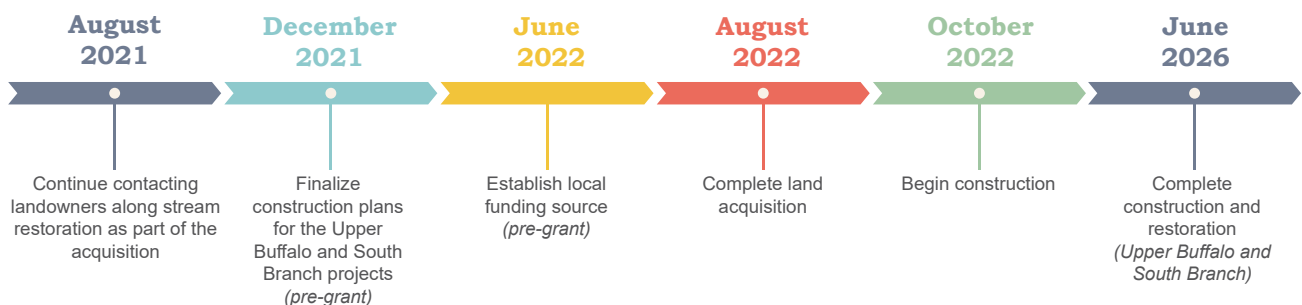 August
2021
December
2021
June
2022
August
2022
October
2022
June
2026
Continue contacting
landowners along stream
restoration as part of the
acquisition
Finalize
construction plans
for the Upper
Buffalo and South
Branch projects
(pre-grant)
Establish local
funding source
(pre-grant)
Complete land
acquisition
Begin construction
Complete
construction and
restoration
(Upper Buffalo and
South Branch)